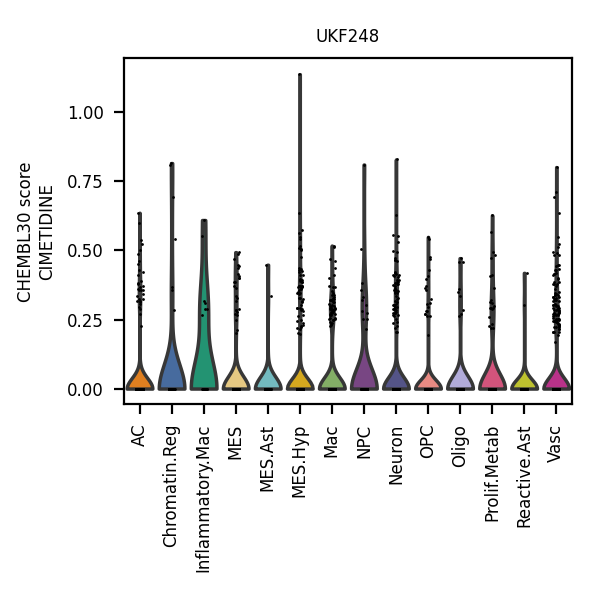 UKF248
CHEMBL30 score
CIMETIDINE
1.00
0.75
0.50
0.25
0.00
AC
Chromatin.Reg
Inflammatory.Mac
MES
MES.Ast
MES.Hyp
Mac
NPC
Neuron
OPC
Oligo
Prolif.Metab
Reactive.Ast
Vasc